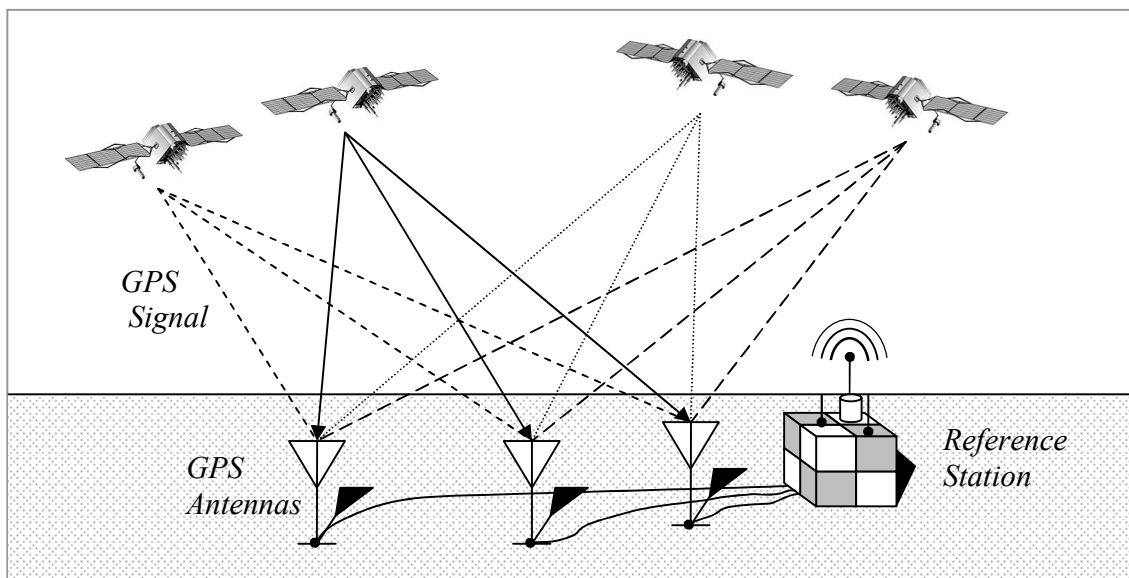 GPS
Signal
GPS
Antennas
Reference
Station